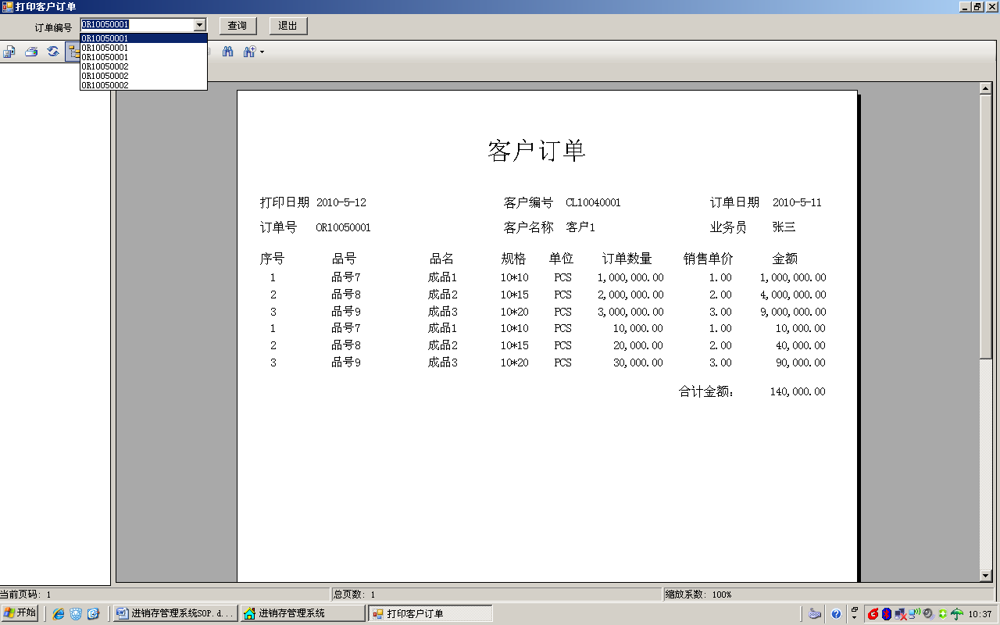 打印客户订单
订单编号 OR10050001 查询 退出
OR10050001
OR10050001
OR10050001
OR10050002
OR10050002
OR10050002
客户订单
打印日期 2010-5-12 客户编号 CL10040001 订单日期 2010-5-11
订单号 OR10050001 客户名称 客户1 业务员 张三
序号 品号 品名 规格 单位 订单数量 销售单价 金额
1 品号7 成品1 10*10 PCS 1,000,000.00 1.00 1,000,000.00
2 品号8 成品2 10*15 PCS 2,000,000.00 2.00 4,000,000.00
3 品号9 成品3 10*20 PCS 3,000,000.00 3.00 9,000,000.00
1 品号7 成品1 10*10 PCS 10,000.00 1.00 10,000.00
2 品号8 成品2 10*15 PCS 20,000.00 2.00 40,000.00
3 品号9 成品3 10*20 PCS 30,000.00 3.00 90,000.00
合计金额: 140,000.00
当前页码: 1 总页数: 1 缩放系数: 100%
开始 进销存管理系统SOP.d... 进销存管理系统 打印客户订单 10:37